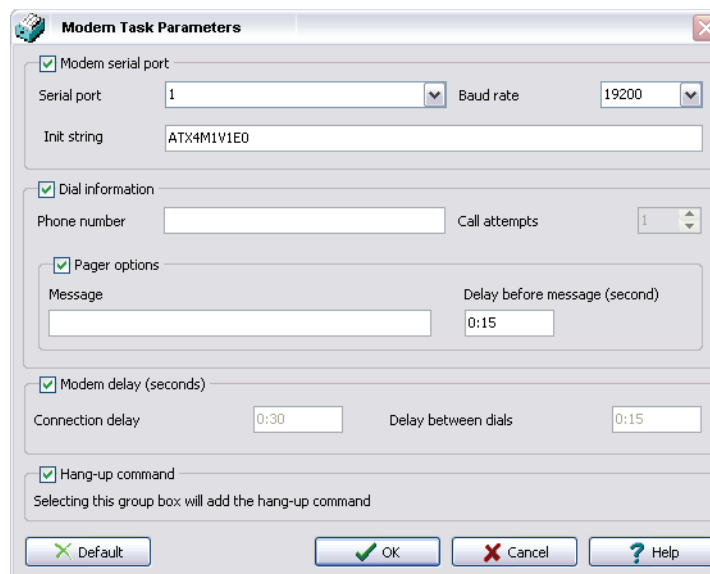 Modem Task Parameters
Modem serial port
Serial port 1 Baud rate 19200
Init string ATX4M1V1E0
Dial information
Phone number Call attempts 1
Pager options
Message Delay before message (second)
0:15
Modem delay (seconds)
Connection delay 0:30 Delay between dials 0:15
Hang-up command
Selecting this group box will add the hang-up command
Default OK Cancel ? Help